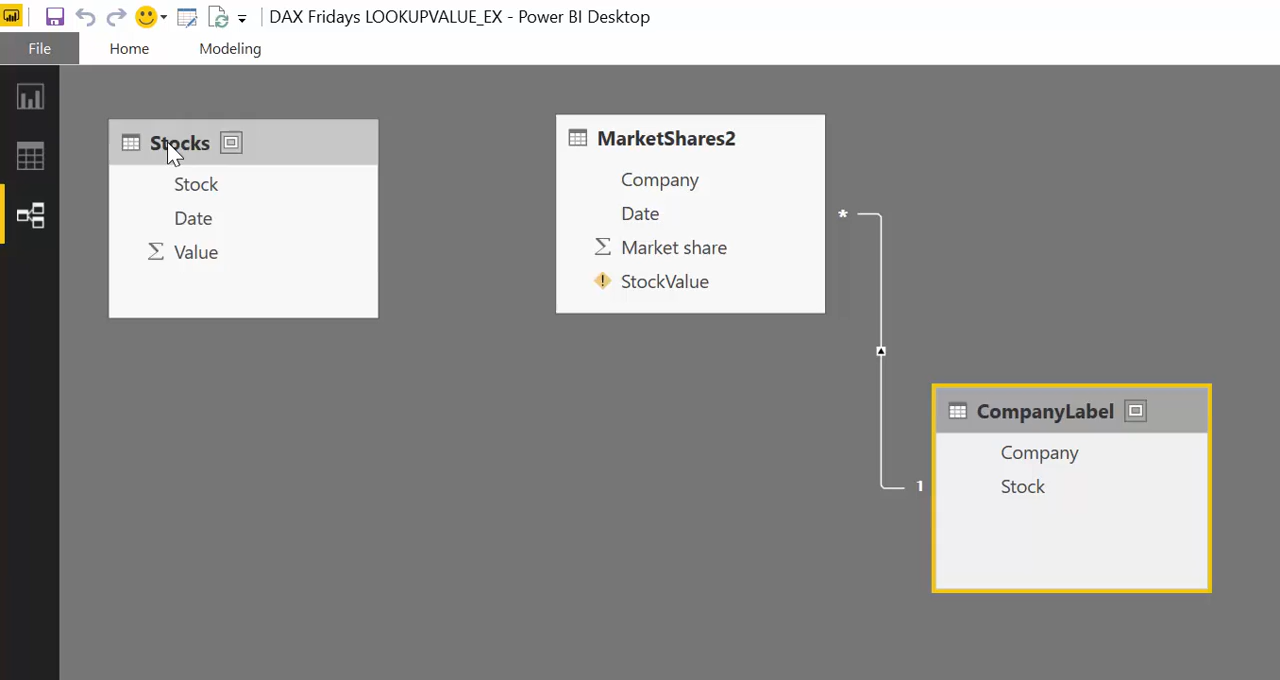 DAX Fridays LOOKUPVALUE_EX - Power BI Desktop
File Home Modeling
Stocks
Stock
Date
Σ Value
MarketShares2
Company
Date
Σ Market share
! StockValue
*
1
CompanyLabel
Company
Stock